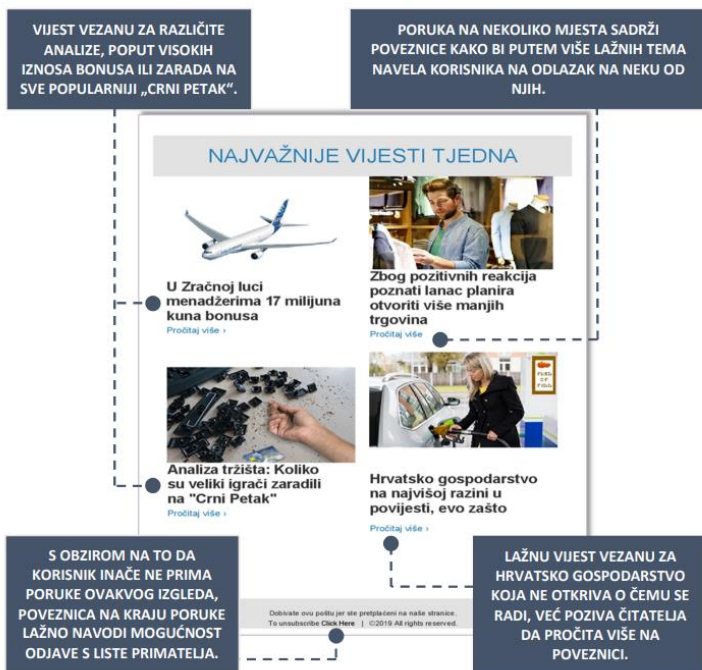 VIJEST VEZANU ZA RAZLIČITE
ANALIZE, POPUT VISOKIH
IZNOSA BONUSA ILI ZARADA NA
SVE POPULARNIJI „CRNI PETAK“.
PORUKA NA NEKOLIKO MJESTA SADRŽI
POVEZNICE KAKO BI PUTEM VIŠE LAŽNIH TEMA
NAVELA KORISNIKA NA ODLAZAK NA NEKU OD
NJIH.
NAJVAŽNIJE VIJESTI TJEDNA
U Zračnoj luci
menadžerima 17 milijuna
kuna bonusa
Pročitaj više ›
Zbog pozitivnih reakcija
poznati lanac planira
otvoriti više manjih
trgovina
Pročitaj više
Analiza tržišta: Koliko
su veliki igrači zaradili
na "Crni Petak"
Pročitaj više ›
Hrvatsko gospodarstvo
na najvišoj razini u
povijesti, evo zašto
Pročitaj više ›
S OBZIROM NA TO DA
KORISNIK INAČE NE PRIMA
PORUKE OVAKVOG IZGLEDA,
POVEZNICA NA KRAJU PORUKE
LAŽNO NAVODI MOGUĆNOST
ODJAVE S LISTE PRIMATELJA.
Dobivate ovu poštu jer ste pretplaćeni na naše stranice.
To unsubscribe Click Here | ©2019 All rights reserved.
LAŽNU VIJEST VEZANU ZA
HRVATSKO GOSPODARSTVO
KOJA NE OTKRIVA O ČEMU SE
RADI, VEĆ POZIVA ČITATELJA
DA PROČITA VIŠE NA
POVEZNICI.